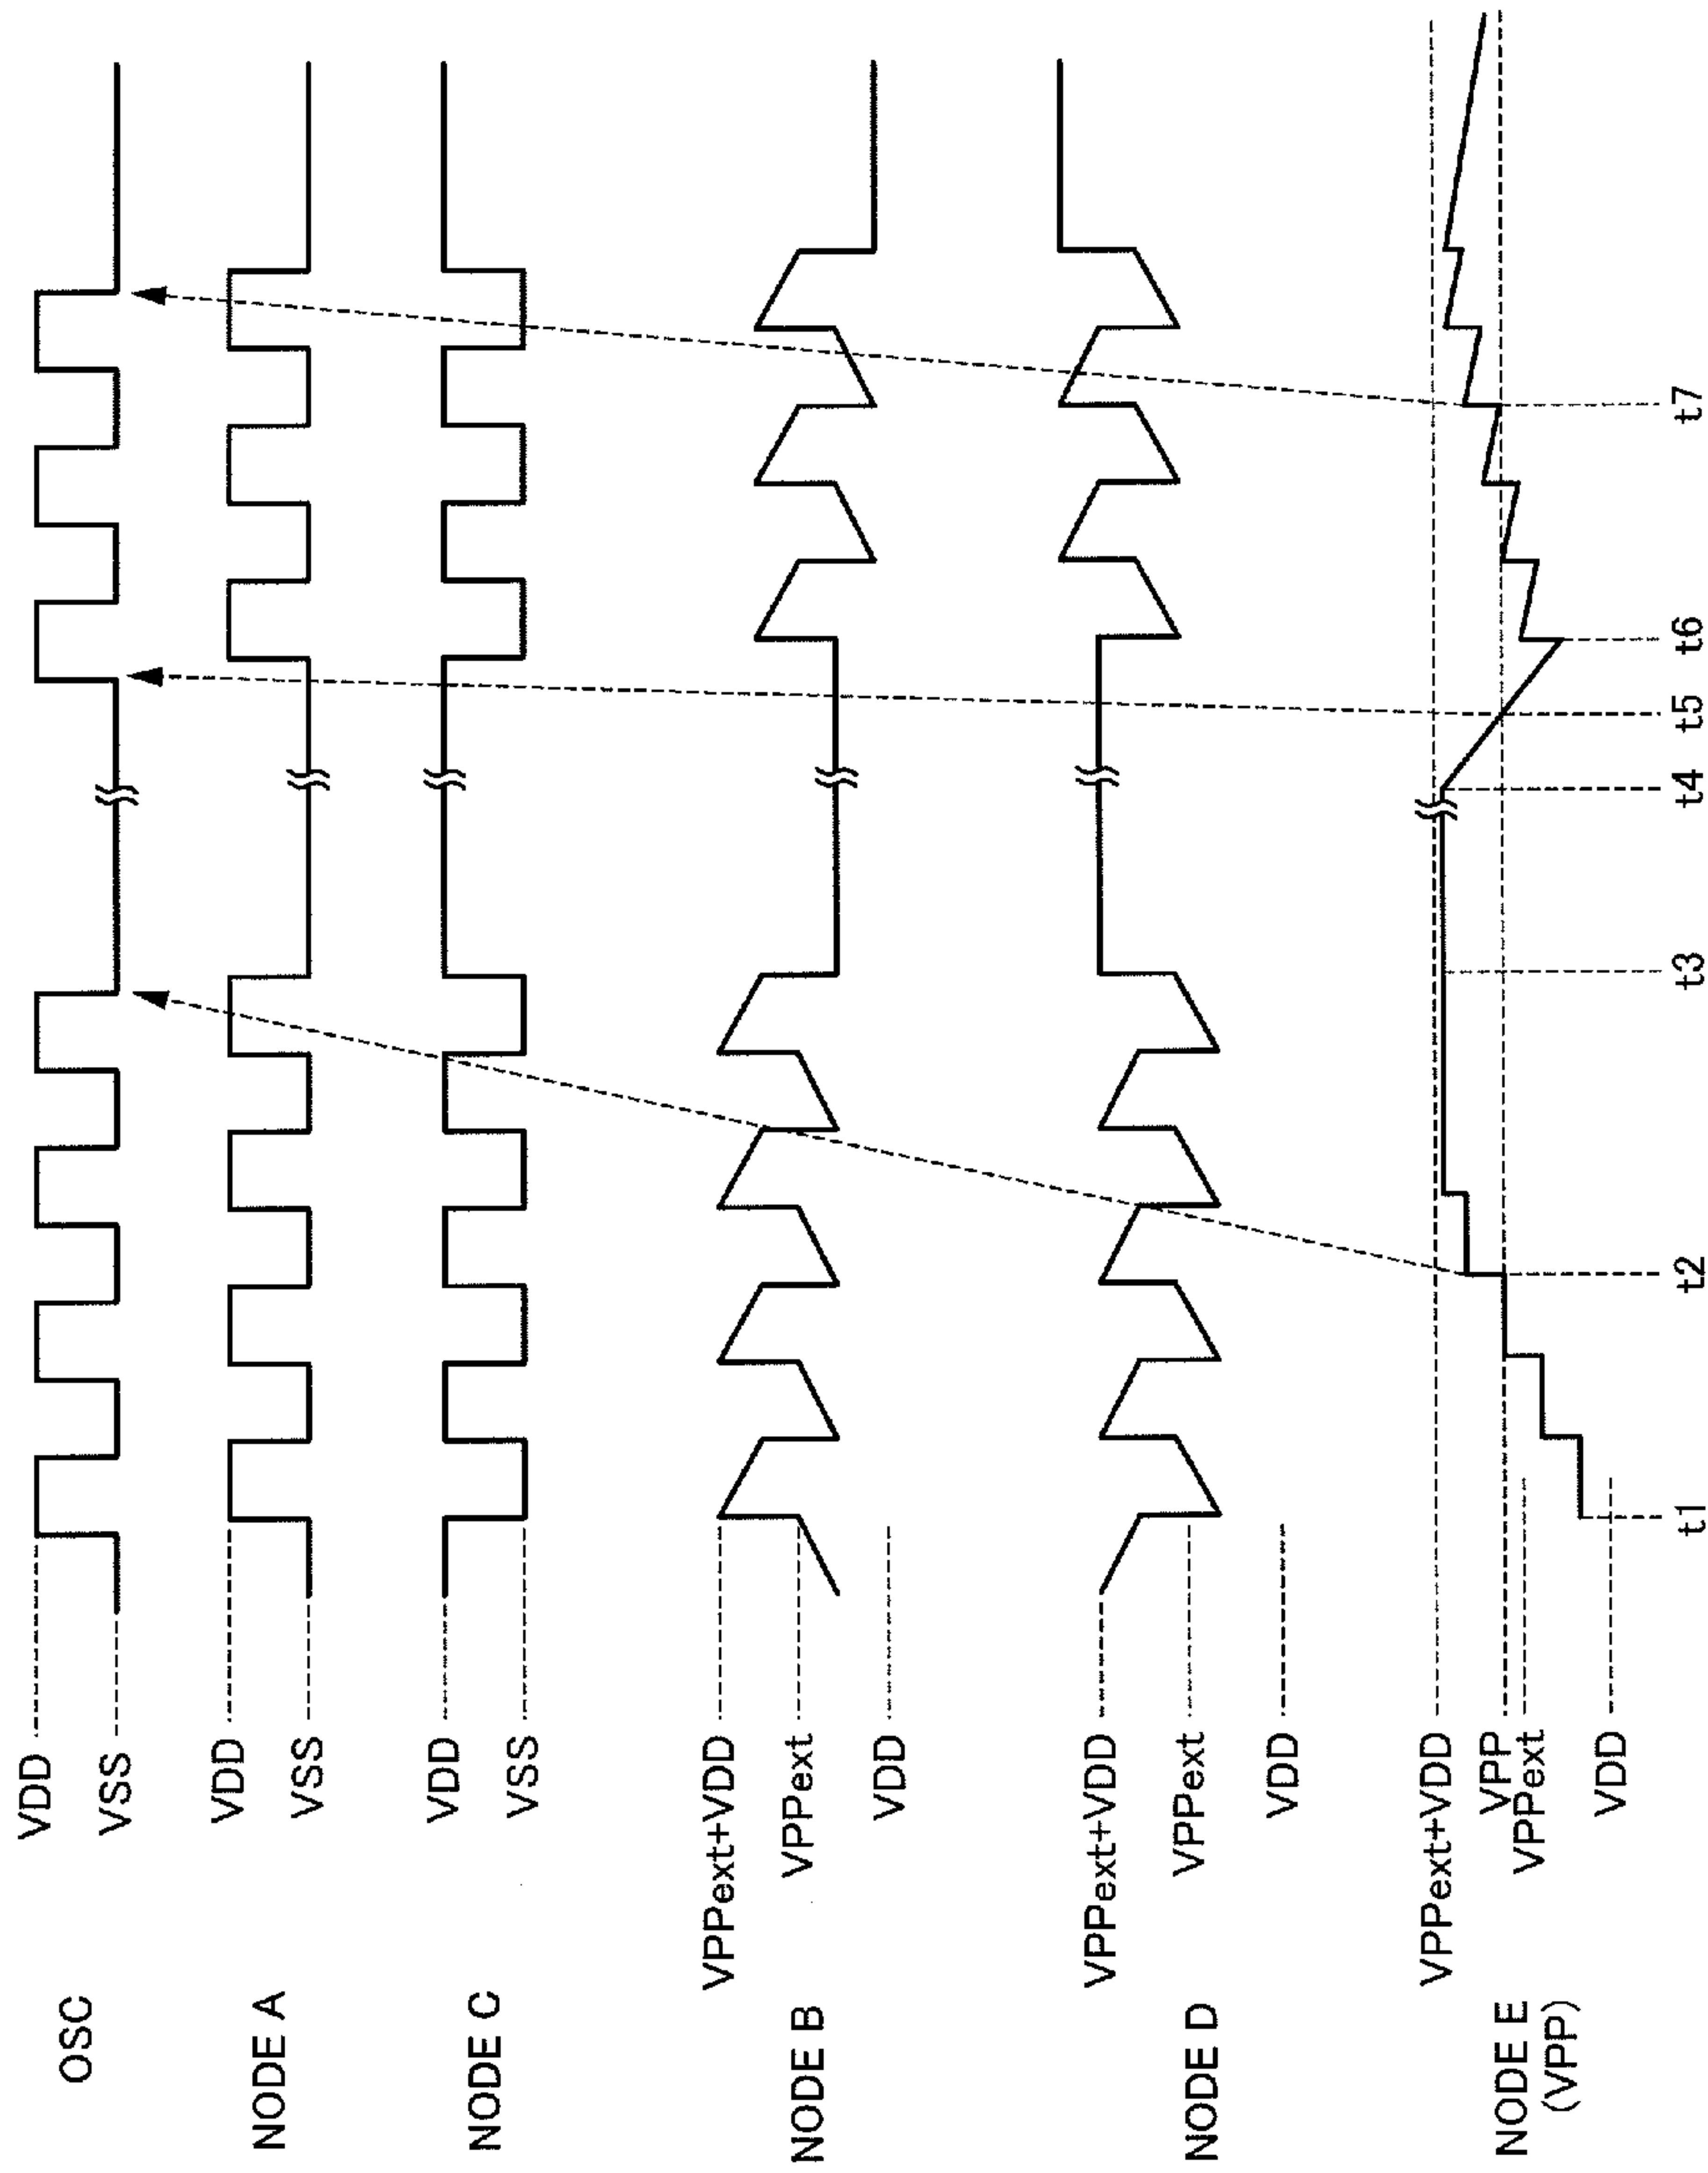 OSC
VDD
VSS
NODE A
VDD
VSS
NODE C
VDD
VSS
NODE B
VPPext+VDD
VPPext
VDD
NODE D
VPPext+VDD
VPPext
VDD
NODE E
(VPP)
VPPext+VDD
VPP
VPPext
VDD
t1
t2
t3
t4
t5
t6
t7